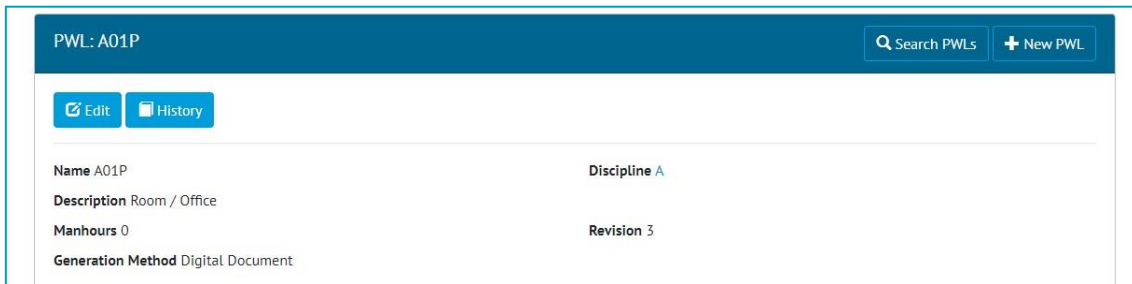 PWL: A01P
Search PWLs
New PWL
Edit
History
Name A01P
Discipline A
Description Room / Office
Manhours 0
Revision 3
Generation Method Digital Document